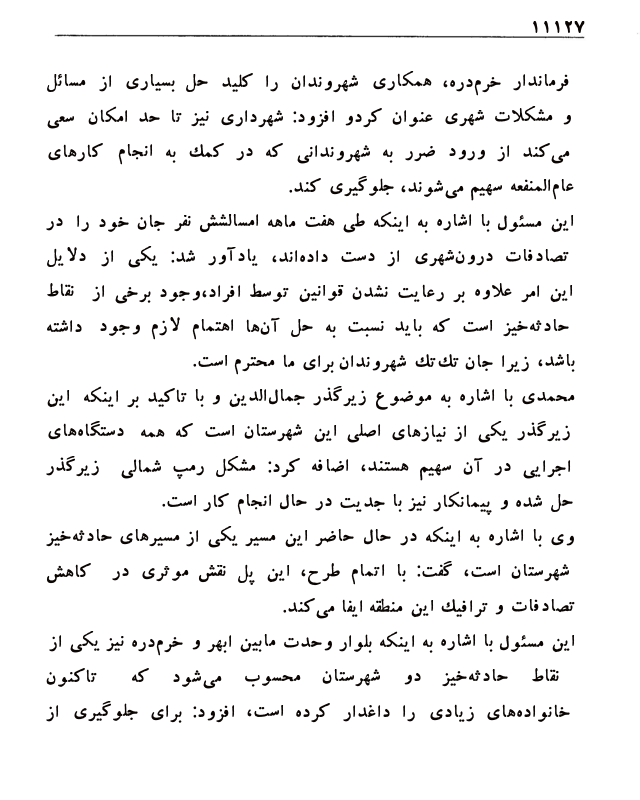 ۱۱۱۲۷
فرماندار خرم‌دره، همکاری شهروندان را کلید حل بسیاری از مسائل
و مشکلات شهری عنوان کردو افزود: شهرداری نیز تا حد امکان سعی
می‌کند از ورود ضرر به شهروندانی که در کمك به انجام کارهای
عام‌المنفعه سهیم می‌شوند، جلوگیری کند.
این مسئول با اشاره به اینکه طی هفت ماهه امسالشش نفر جان خود را در
تصادفات درون‌شهری از دست داده‌اند، یادآور شد: یکی از دلایل
این امر علاوه بر رعایت نشدن قوانین توسط افراد،وجود برخی از نقاط
حادثه‌خیز است که باید نسبت به حل آن‌ها اهتمام لازم وجود داشته
باشد، زیرا جان تك‌تك شهروندان برای ما محترم است.
محمدی با اشاره به موضوع زیرگذر جمال‌الدین و با تاکید بر اینکه این
زیرگذر یکی از نیازهای اصلی این شهرستان است که همه دستگاه‌های
اجرایی در آن سهیم هستند، اضافه کرد: مشکل رمپ شمالی زیرگذر
حل شده و پیمانکار نیز با جدیت در حال انجام کار است.
وی با اشاره به اینکه در حال حاضر این مسیر یکی از مسیرهای حادثه‌خیز
شهرستان است، گفت: با اتمام طرح، این پل نقش موثری در کاهش
تصادفات و ترافیك این منطقه ایفا می‌کند.
این مسئول با اشاره به اینکه بلوار وحدت مابین ابهر و خرم‌دره نیز یکی از
نقاط حادثه‌خیز دو شهرستان محسوب می‌شود که تاکنون
خانواده‌های زیادی را داغدار کرده است، افزود: برای جلوگیری از